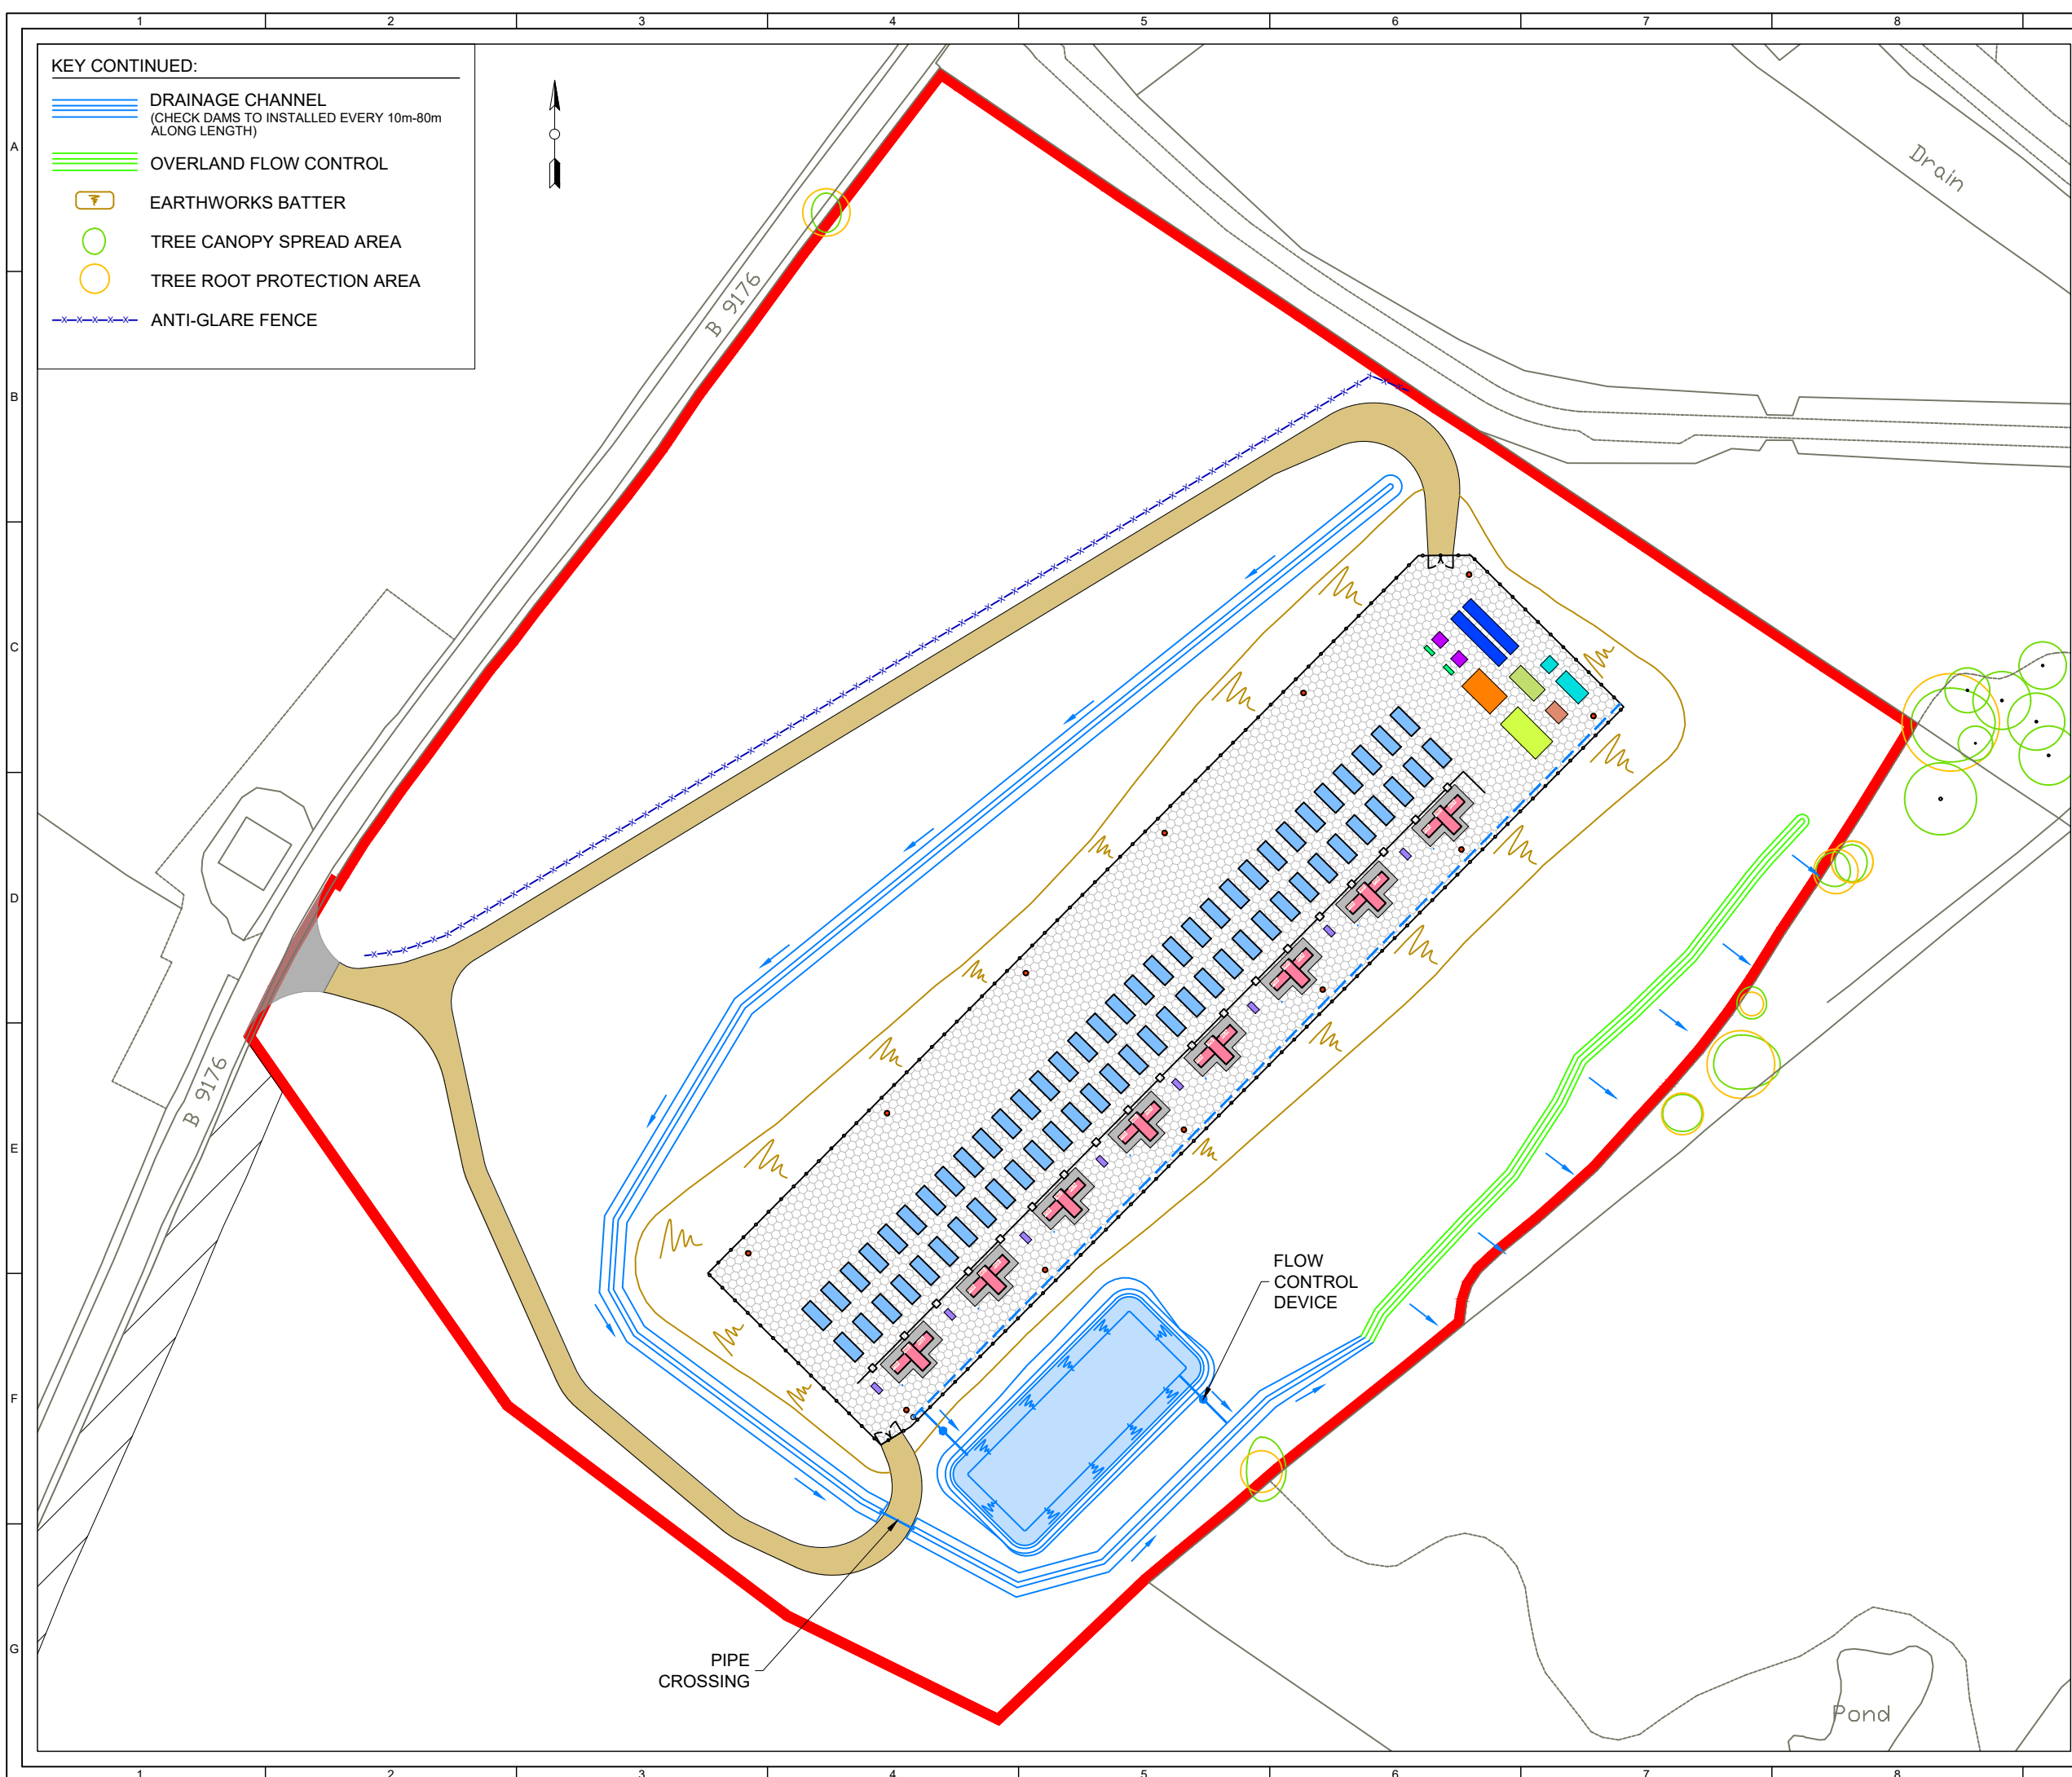 1 2 3 4 5 6 7 8
KEY CONTINUED:
DRAINAGE CHANNEL
(CHECK DAMS TO INSTALLED EVERY 10m-80m
ALONG LENGTH)
OVERLAND FLOW CONTROL
EARTHWORKS BATTER
TREE CANOPY SPREAD AREA
TREE ROOT PROTECTION AREA
ANTI-GLARE FENCE
A
Drain
B 9176
B
C
D
B 9176
E
FLOW
CONTROL
DEVICE
F
PIPE
CROSSING
G
Pond
1 2 3 4 5 6 7 8